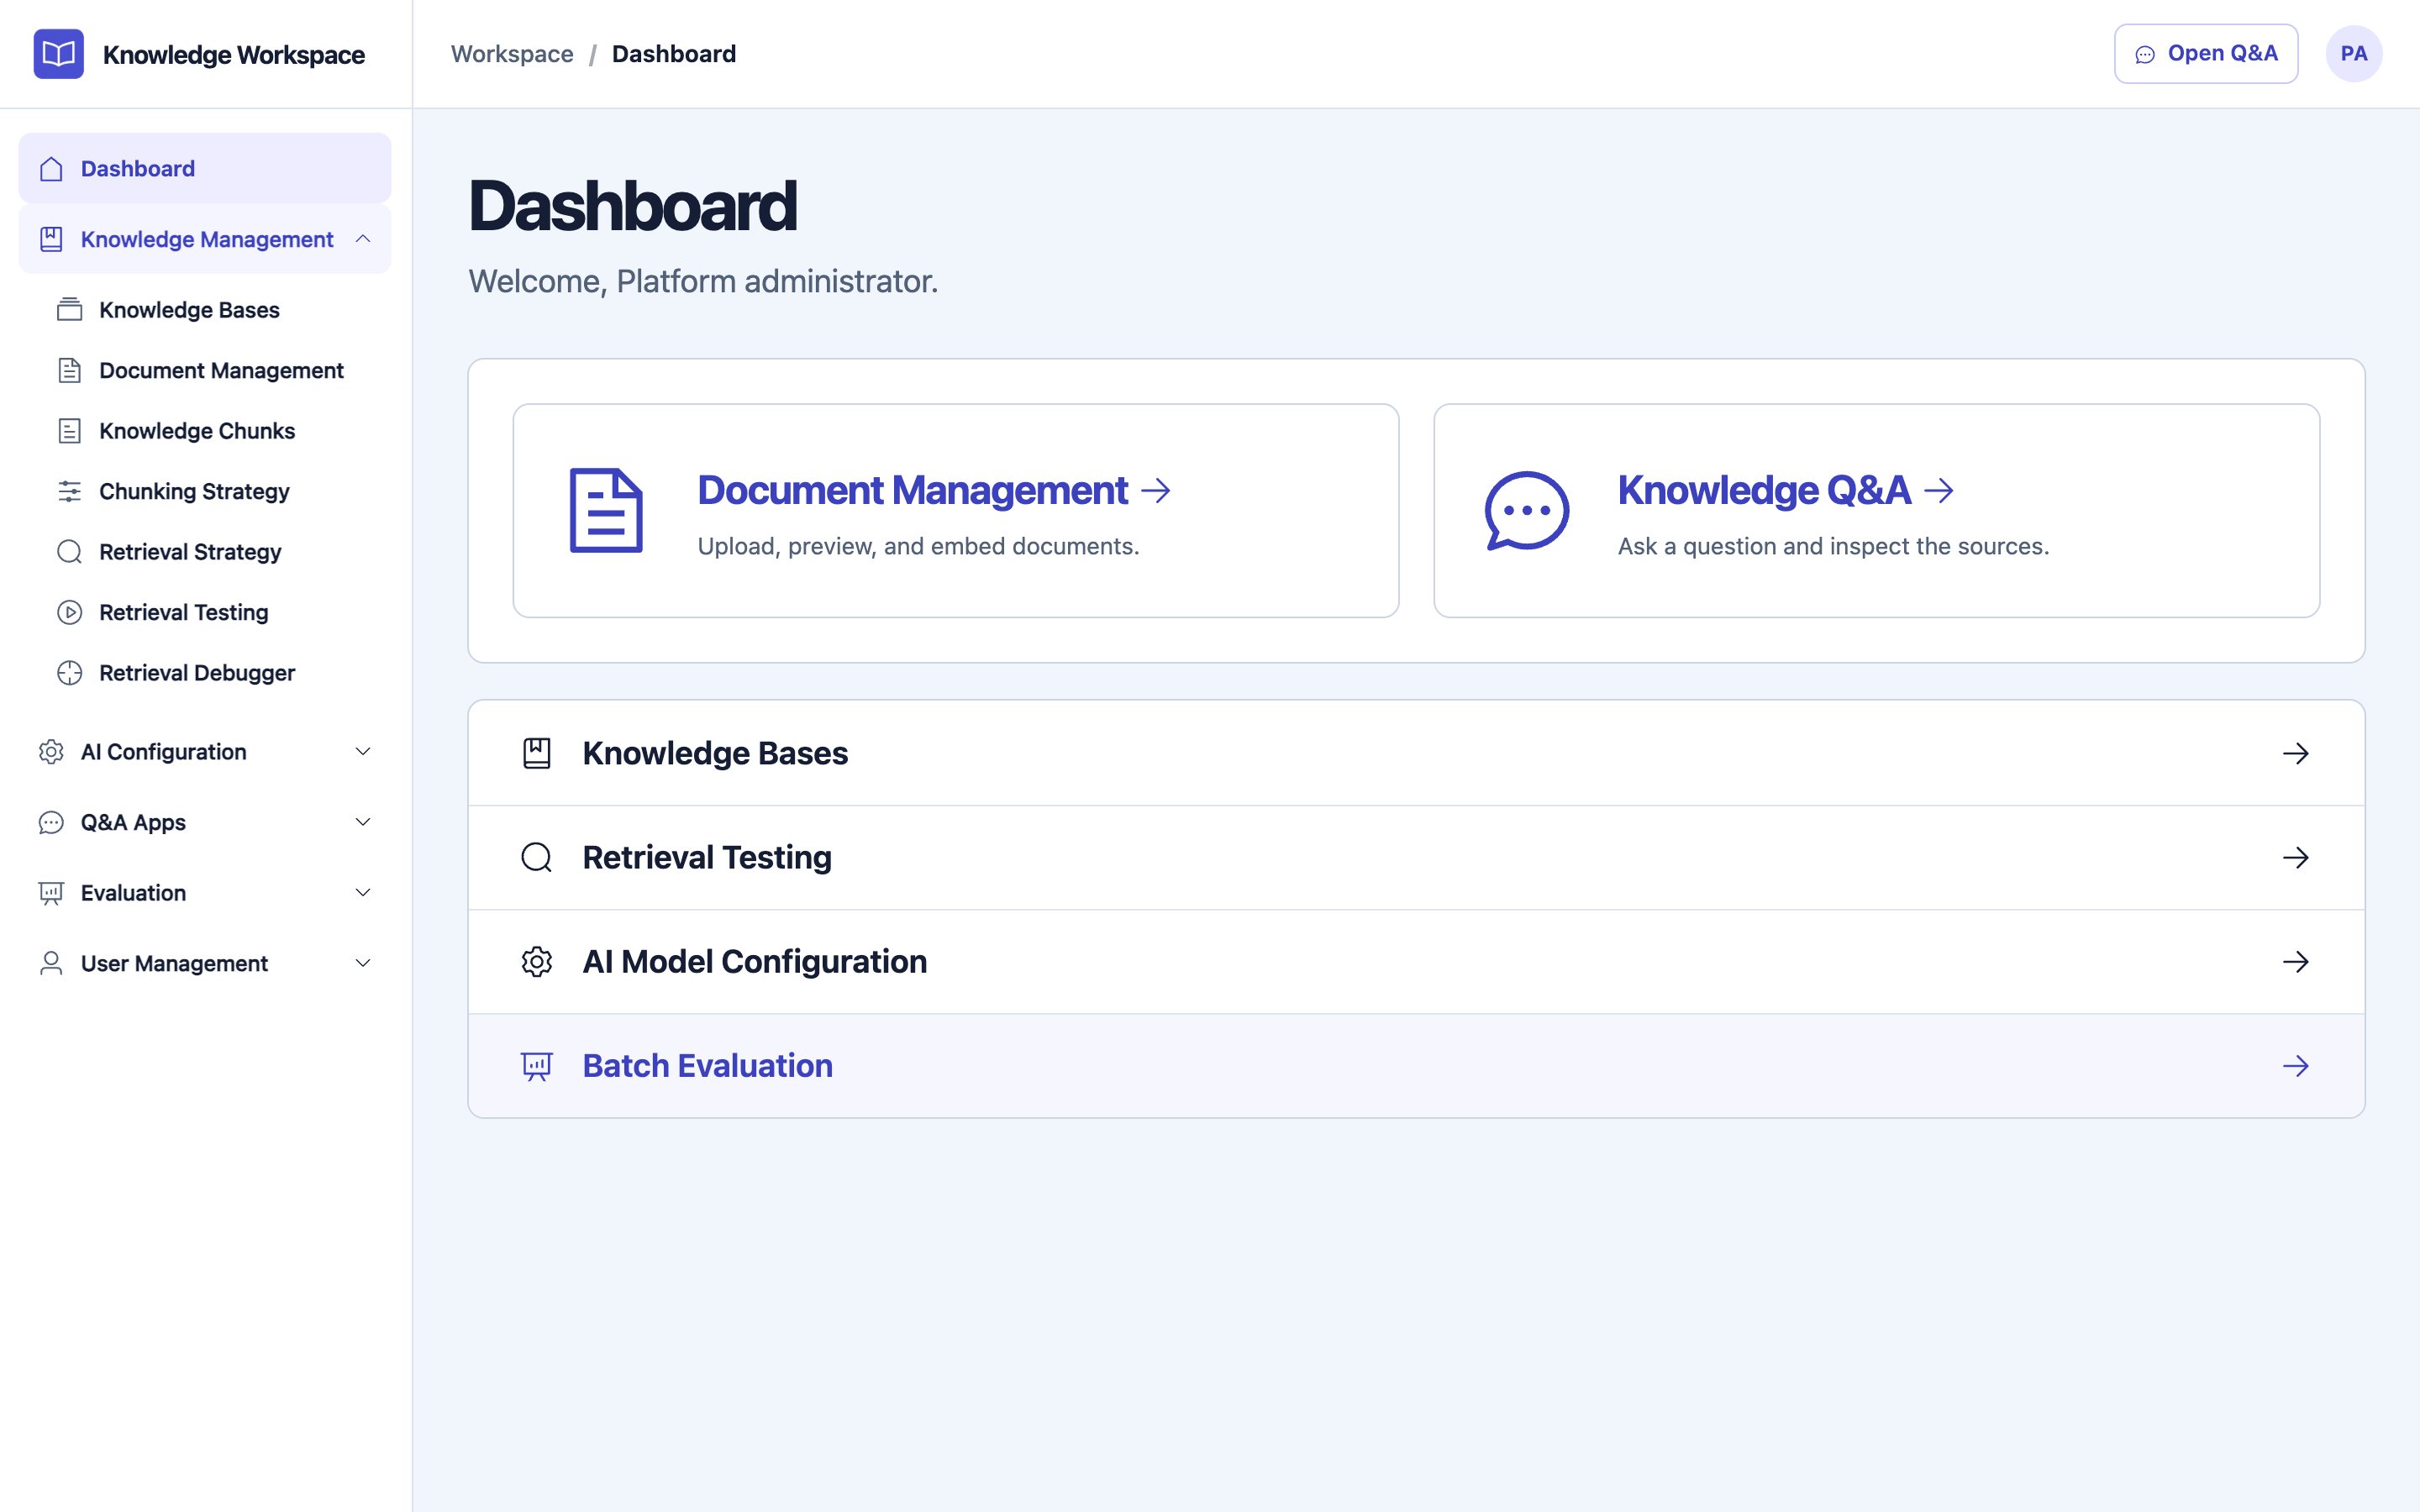 Knowledge Workspace
Workspace / Dashboard
Open Q&A
PA
Dashboard
Knowledge Management
Knowledge Bases
Document Management
Knowledge Chunks
Chunking Strategy
Retrieval Strategy
Retrieval Testing
Retrieval Debugger
AI Configuration
Q&A Apps
Evaluation
User Management
Dashboard
Welcome, Platform administrator.
Document Management
Upload, preview, and embed documents.
Knowledge Q&A
Ask a question and inspect the sources.
Knowledge Bases
Retrieval Testing
AI Model Configuration
Batch Evaluation